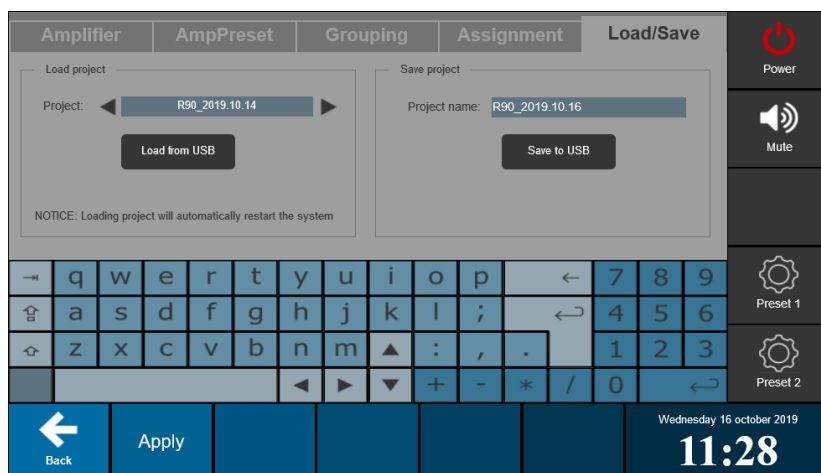 Amplifier AmpPreset Grouping Assignment Load/Save
Power
Load project
Project: R90_2019.10.14
Load from USB
NOTICE: Loading project will automatically restart the system
Save project
Project name: R90_2019.10.16
Save to USB
Mute
q w e r t y u i o p 7 8 9
a s d f g h j k l ; 4 5 6
z x c v b n m : , . 1 2 3
+ - * / 0
Preset 1
Preset 2
Back
Apply
Wednesday 16 october 2019
11:28